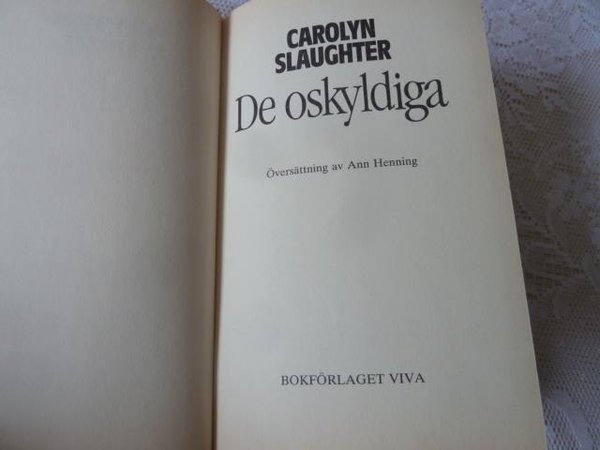 CAROLYN
SLAUGHTER
De oskyldiga
Översättning av Ann Henning
BOKFÖRLAGET VIVA